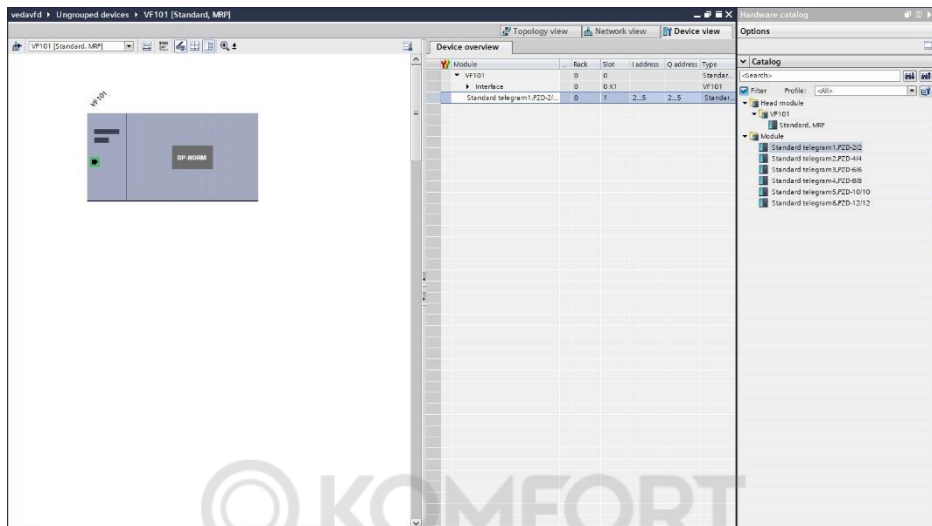 vedavfd ▸ Ungrouped devices ▸ VF101 [Standard, MRP]
Hardware catalog
Topology view
Network view
Device view
Options
VF101 [Standard, MRP]
Device overview
Module ... Rack Slot I address Q address Type
VF101 0 0 Standar...
Interface 0 0 X1 VF101
Standard telegram1,PZD-2/... 0 1 2...5 2...5 Standar...
VF101
DP-NORM
Catalog
<Search>
Filter Profile: <All>
Head module
VF101
Standard, MRP
Module
Standard telegram1,PZD-2/2
Standard telegram2,PZD-4/4
Standard telegram3,PZD-6/6
Standard telegram4,PZD-8/8
Standard telegram5,PZD-10/10
Standard telegram6,PZD-12/12
KOMFORT